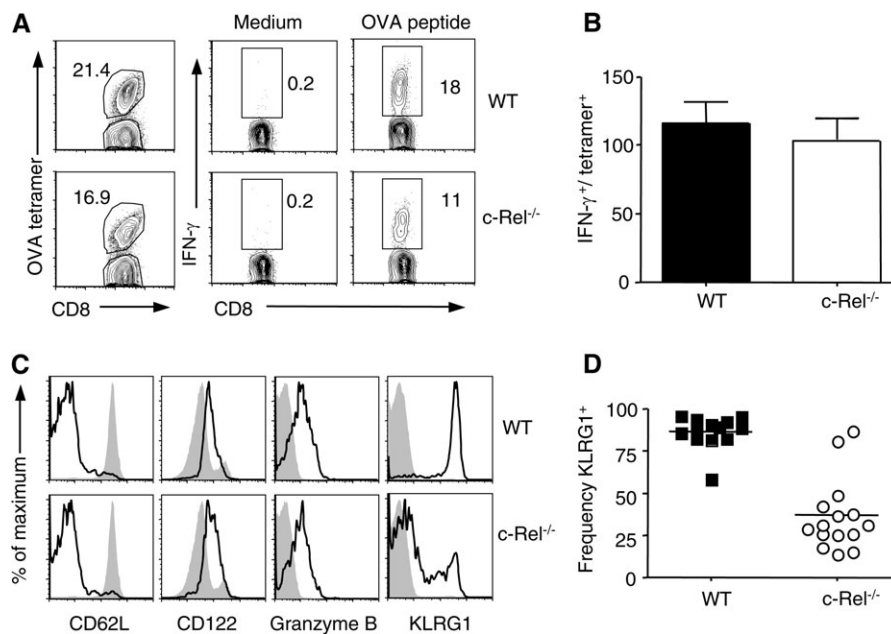 A
Medium
OVA peptide
21.4
0.2
18
WT
16.9
0.2
11
c-Rel-/-
OVA tetramer
IFN-γ
CD8
CD8
B
IFN-γ+/ tetramer+
150
100
50
0
WT
c-Rel-/-
C
% of maximum
WT
c-Rel-/-
CD62L
CD122
Granzyme B
KLRG1
D
Frequency KLRG1+
100
75
50
25
0
WT
c-Rel-/-